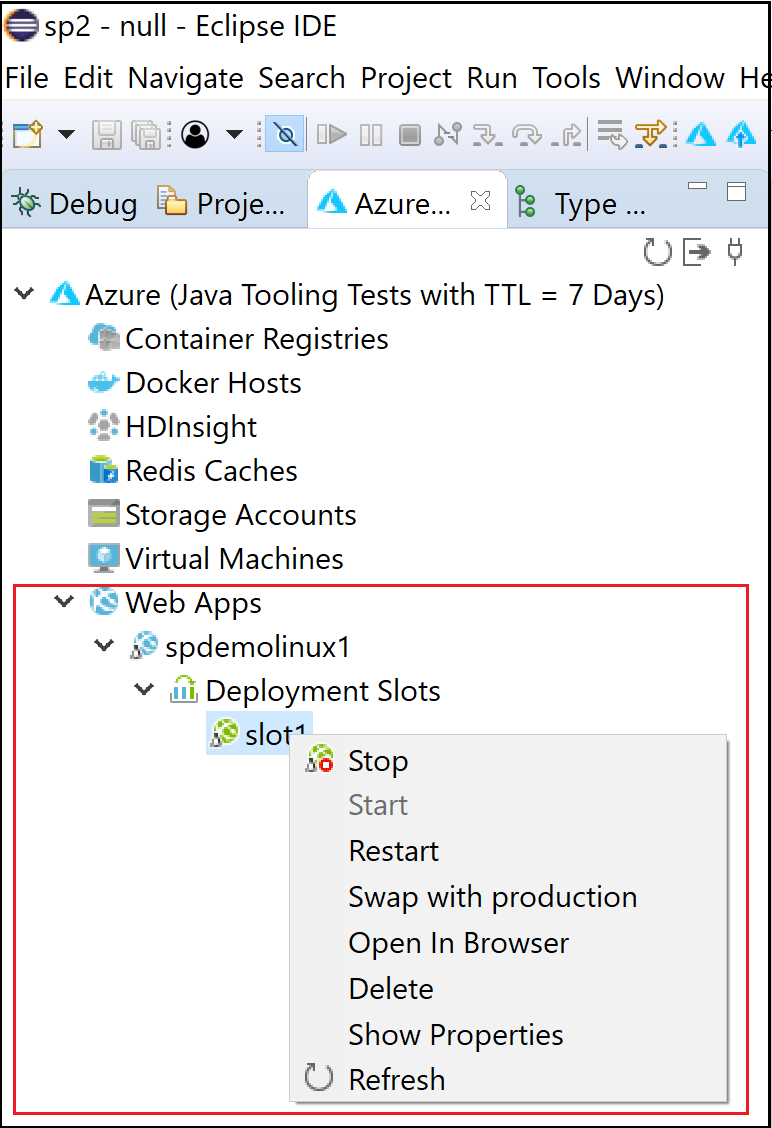 sp2 - null - Eclipse IDE
File Edit Navigate Search Project Run Tools Window He
Debug Proje... Azure... Type ...
Azure (Java Tooling Tests with TTL = 7 Days)
Container Registries
Docker Hosts
HDInsight
Redis Caches
Storage Accounts
Virtual Machines
Web Apps
spdemolinux1
Deployment Slots
slot1
Stop
Start
Restart
Swap with production
Open In Browser
Delete
Show Properties
Refresh